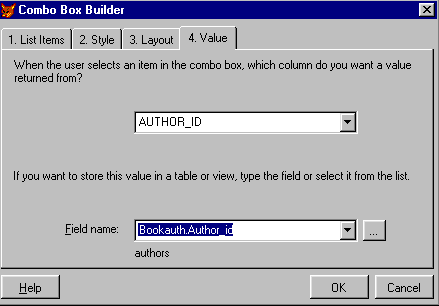 Combo Box Builder
1. List Items 2. Style 3. Layout 4. Value
When the user selects an item in the combo box, which column do you want a value
returned from?
AUTHOR_ID
If you want to store this value in a table or view, type the field or select it from the list.
Field name: Bookauth.Author_id ...
authors
Help OK Cancel